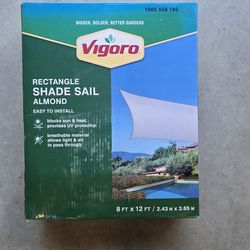 BIGGER, BOLDER, BETTER GARDENS
1005 558 185
Vigoro
RECTANGLE
SHADE SAIL
ALMOND
EASY TO INSTALL
blocks sun & heat,
provides UV protection
breathable material
allows light & air
to pass through
8 FT X 12 FT / 2.43 M X 3.65 M